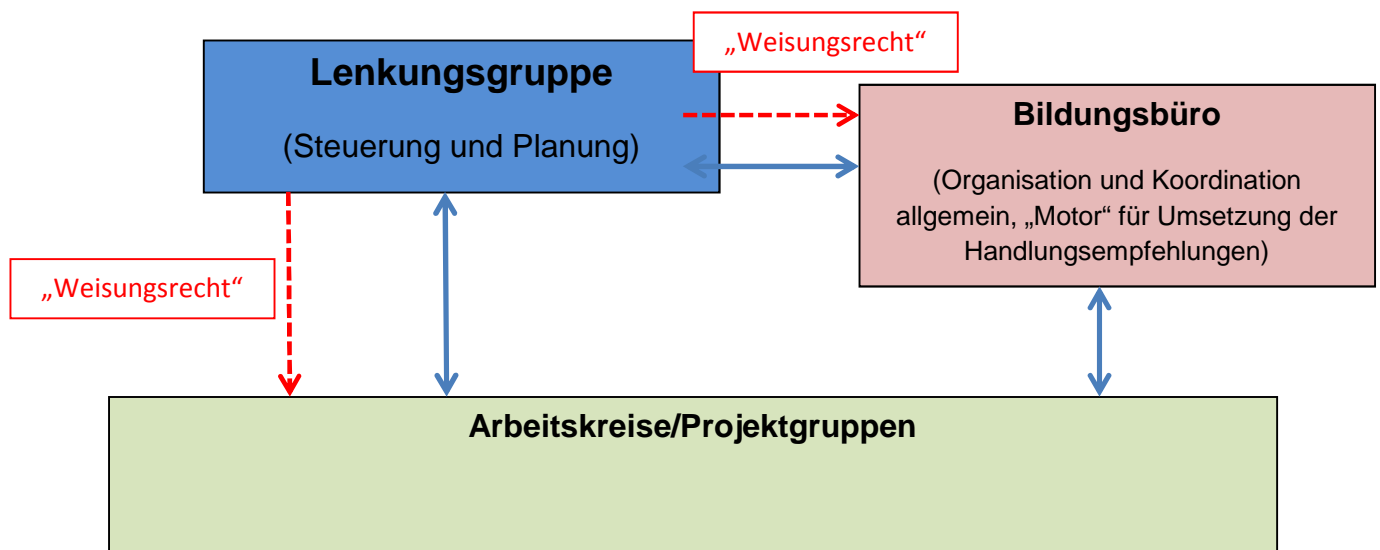 „Weisungsrecht“
Lenkungsgruppe
(Steuerung und Planung)
Bildungsbüro
(Organisation und Koordination
allgemein, „Motor“ für Umsetzung der
Handlungsempfehlungen)
„Weisungsrecht“
Arbeitskreise/Projektgruppen